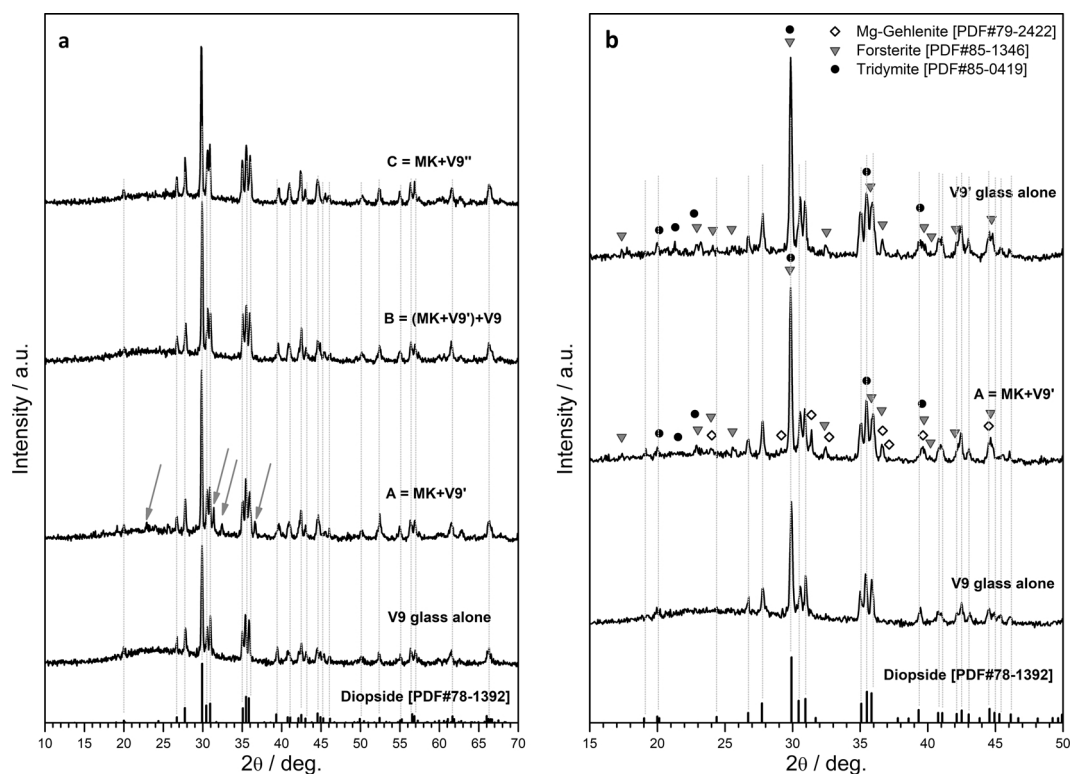 a
C = MK+V9"
B = (MK+V9')+V9
A = MK+V9'
V9 glass alone
Diopside [PDF#78-1392]
Intensity / a.u.
10 15 20 25 30 35 40 45 50 55 60 65 70
2θ / deg.
b
Mg-Gehlenite [PDF#79-2422]
Forsterite [PDF#85-1346]
Tridymite [PDF#85-0419]
V9' glass alone
A = MK+V9'
V9 glass alone
Diopside [PDF#78-1392]
Intensity / a.u.
15 20 25 30 35 40 45 50
2θ / deg.